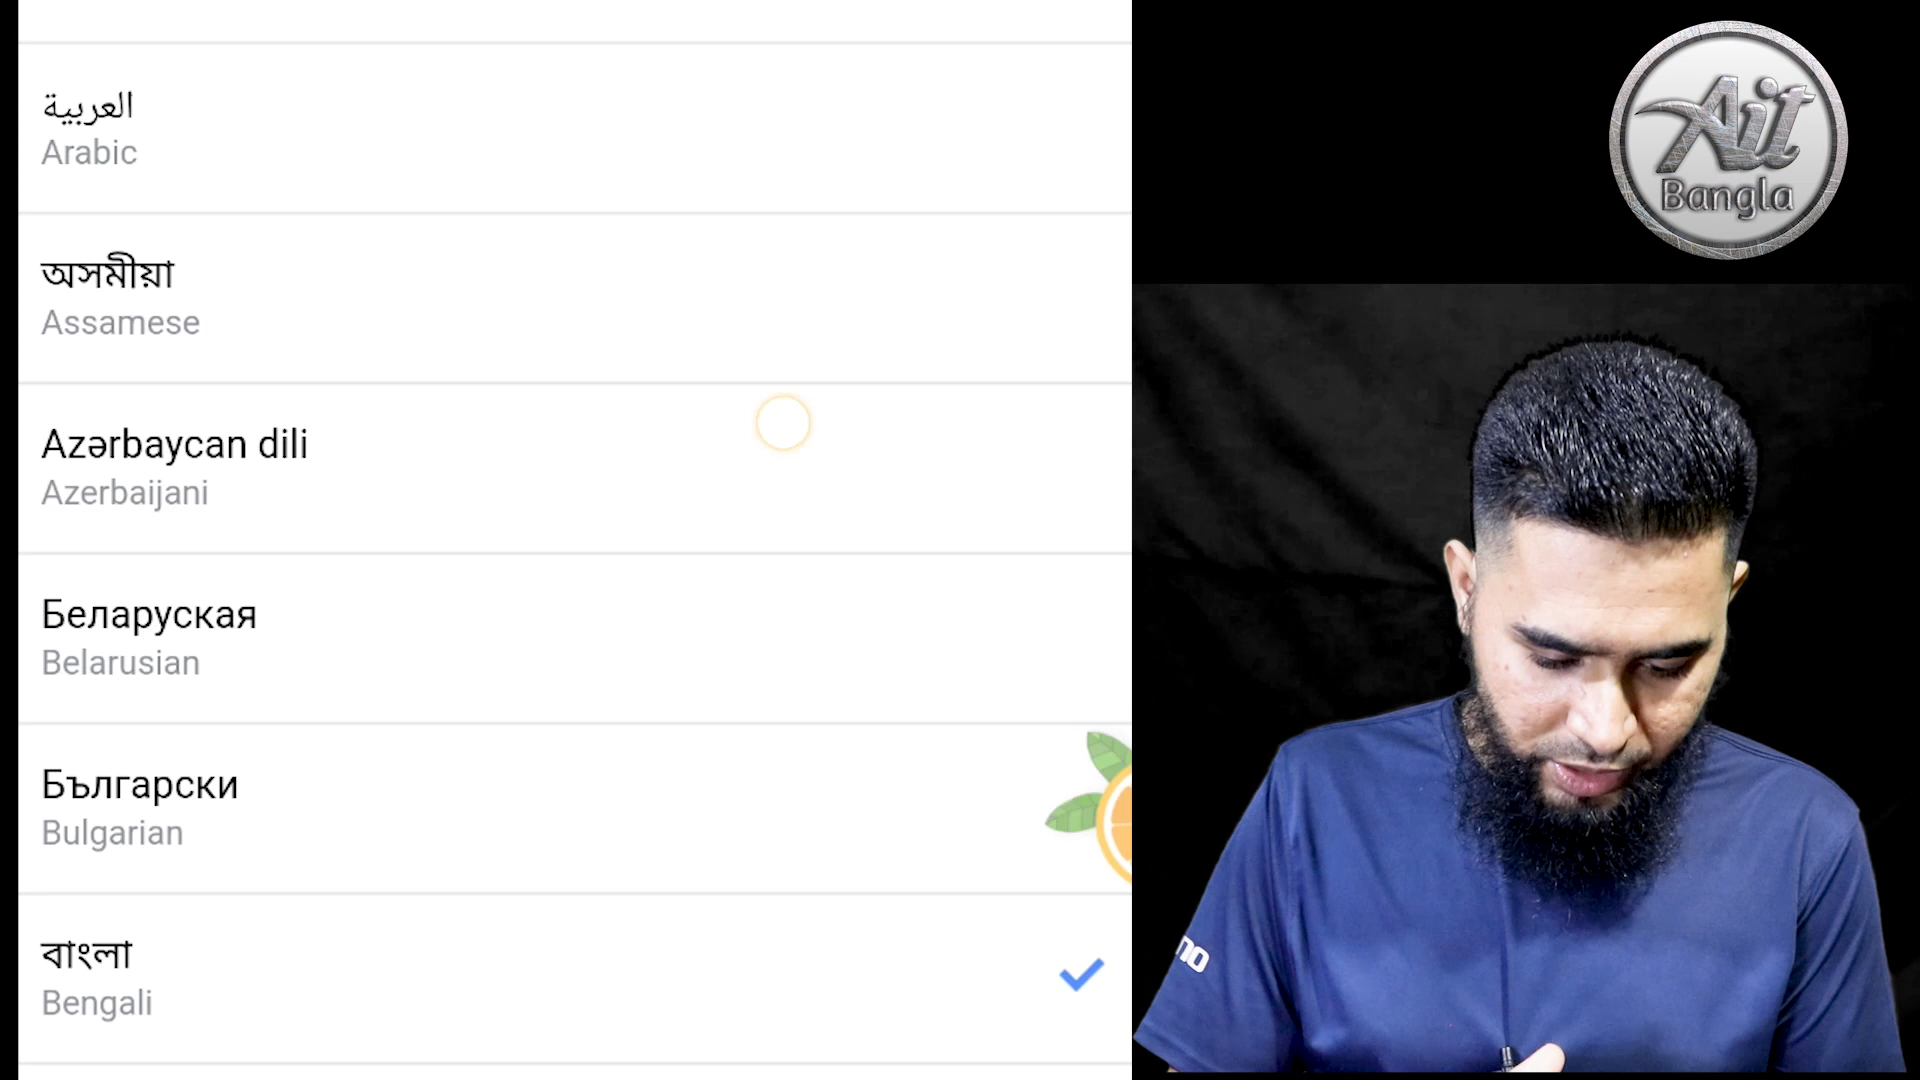 العربية
Arabic
অসমীয়া
Assamese
Azərbaycan dili
Azerbaijani
Беларуская
Belarusian
Български
Bulgarian
বাংলা
Bengali
Ait
Bangla